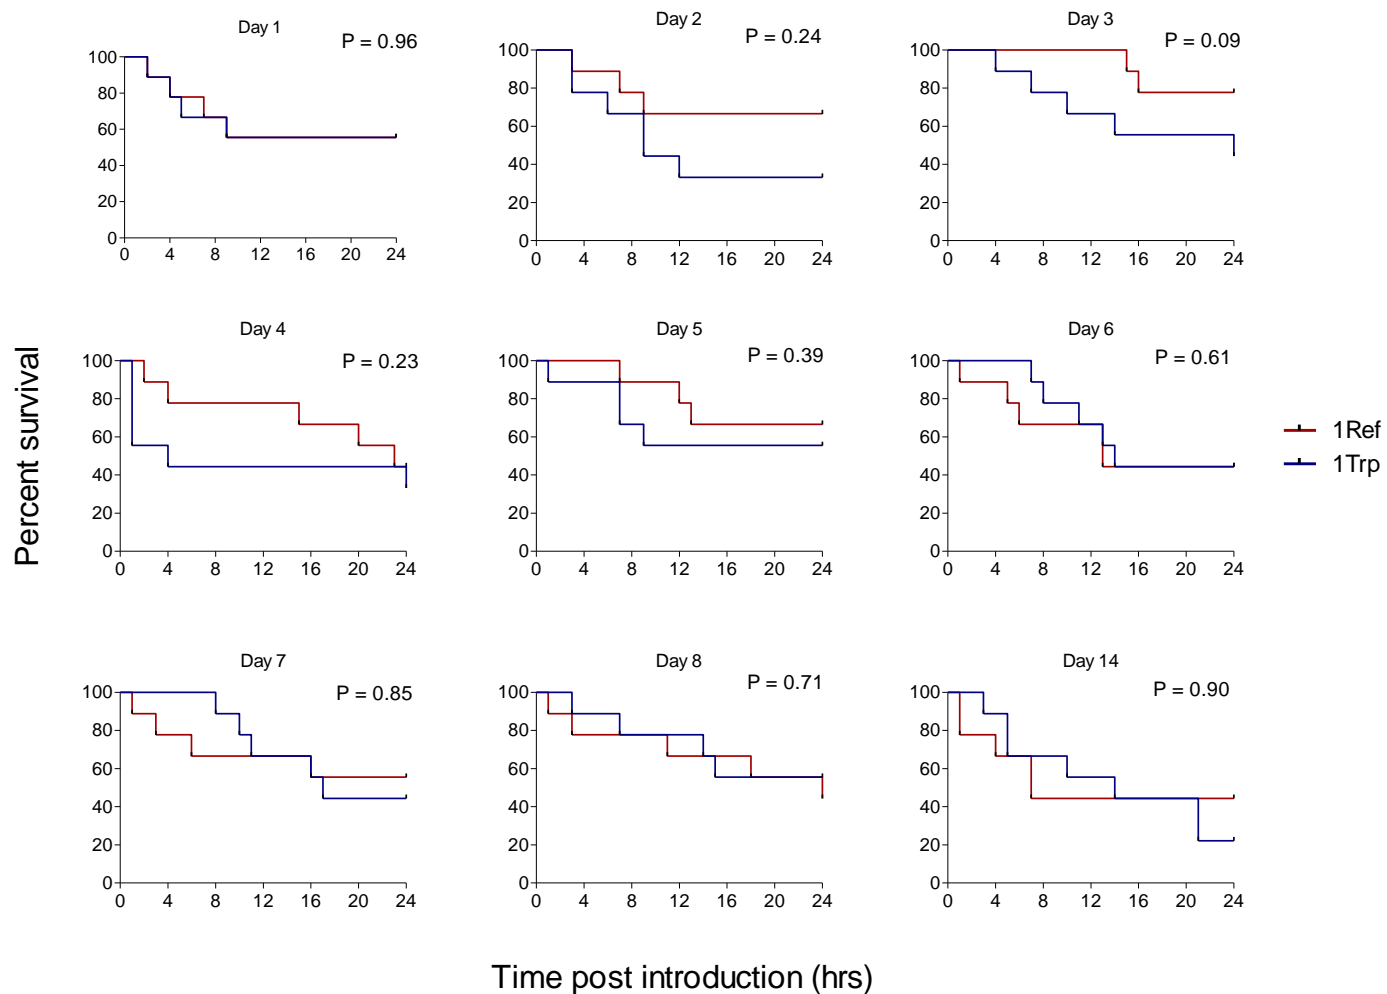 Day 1
P = 0.96
100
80
60
40
20
0
0 4 8 12 16 20 24
Day 2
P = 0.24
100
80
60
40
20
0
0 4 8 12 16 20 24
Day 3
P = 0.09
100
80
60
40
20
0
0 4 8 12 16 20 24
Percent survival
Day 4
P = 0.23
100
80
60
40
20
0
0 4 8 12 16 20 24
Day 5
P = 0.39
100
80
60
40
20
0
0 4 8 12 16 20 24
Day 6
P = 0.61
100
80
60
40
20
0
0 4 8 12 16 20 24
1Ref
1Trp
Day 7
P = 0.85
100
80
60
40
20
0
0 4 8 12 16 20 24
Day 8
P = 0.71
100
80
60
40
20
0
0 4 8 12 16 20 24
Day 14
P = 0.90
100
80
60
40
20
0
0 4 8 12 16 20 24
Time post introduction (hrs)